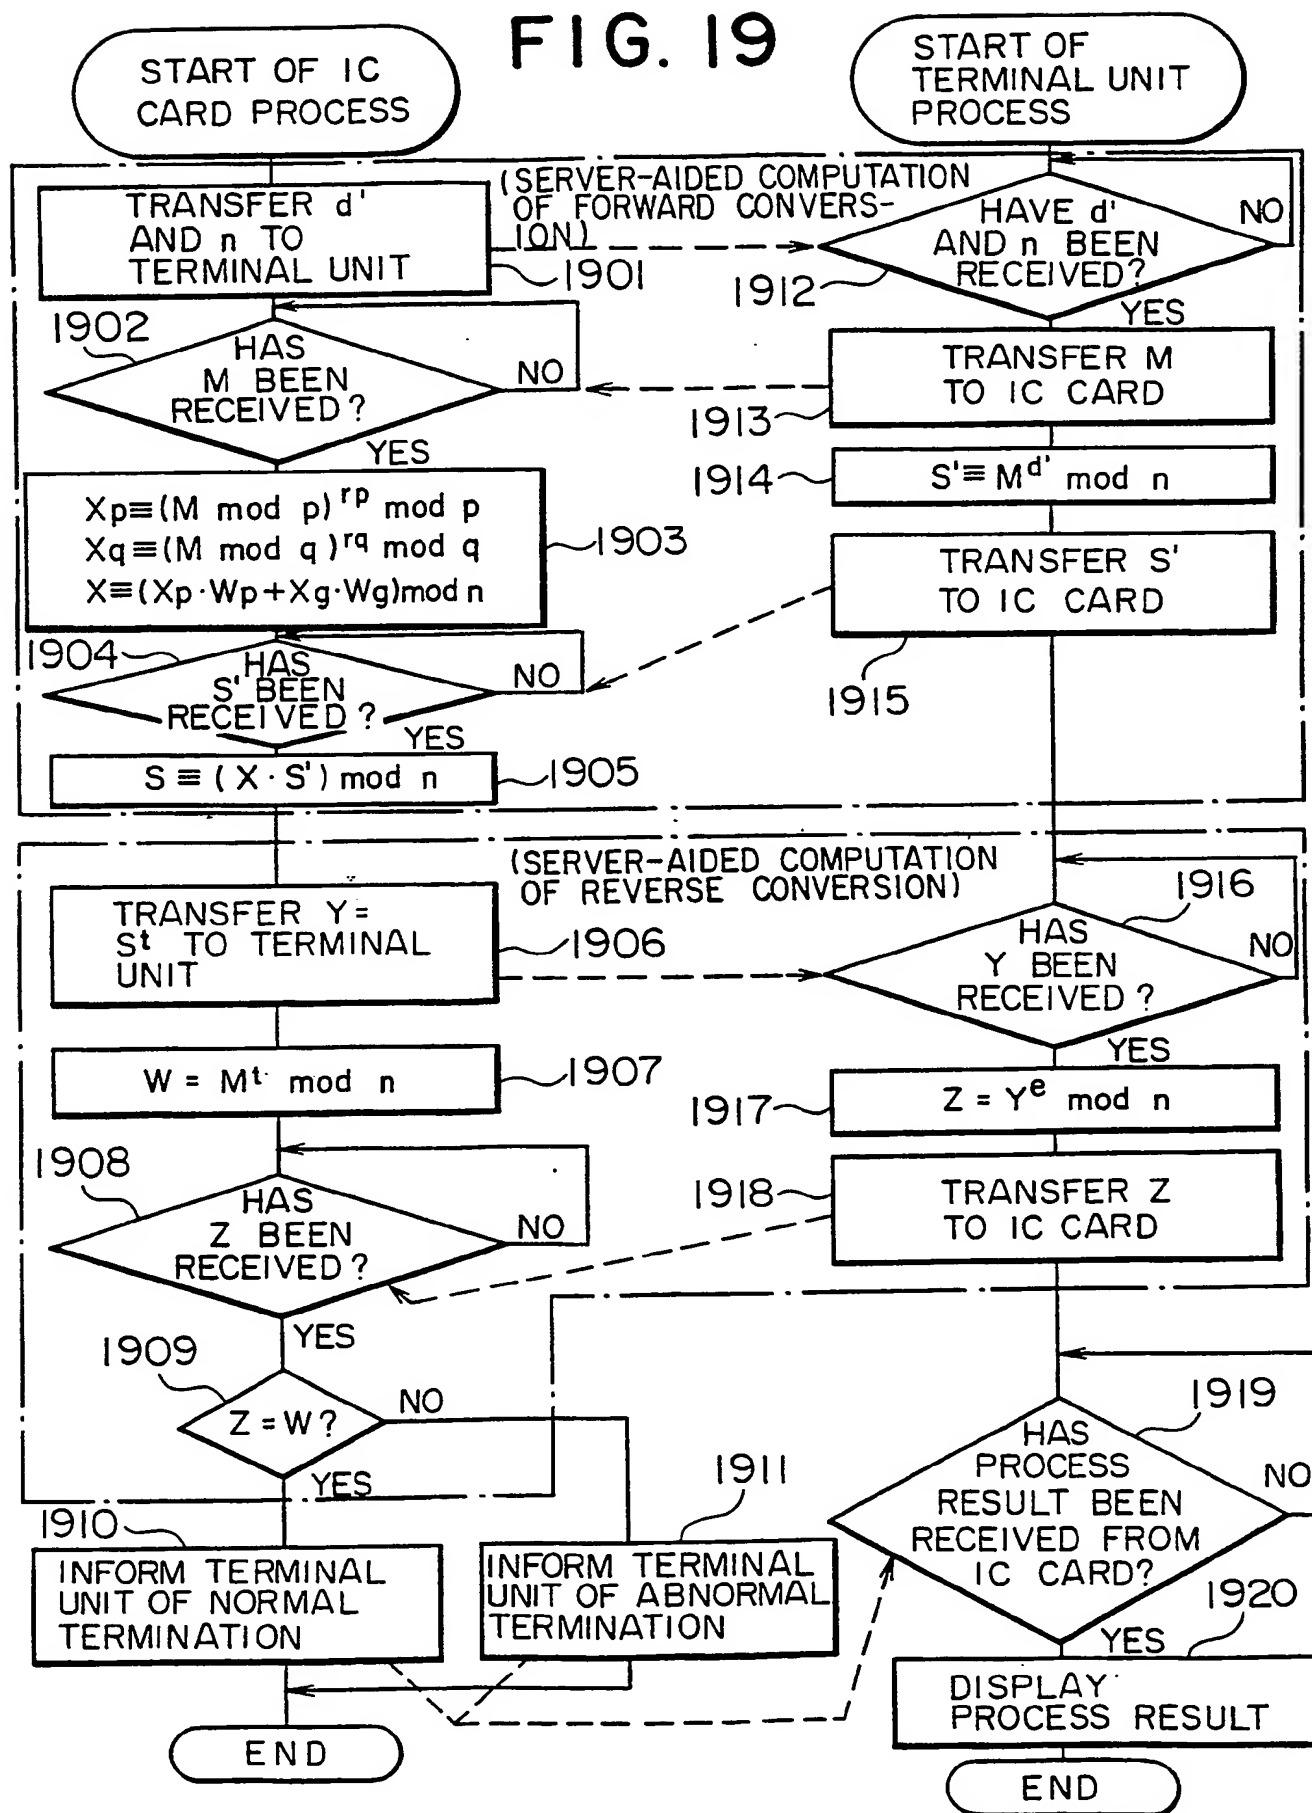 FIG. 19
START OF IC
CARD PROCESS
START OF
TERMINAL UNIT
PROCESS
TRANSFER d'
AND n TO
TERMINAL UNIT
1901
(SERVER-AIDED COMPUTATION
OF FORWARD CONVERS-
ION)
HAVE d'
AND n BEEN
RECEIVED?
NO
1912
YES
1902
HAS
M BEEN
RECEIVED?
NO
YES
TRANSFER M
TO IC CARD
1913
1914
S' ≡ M^d' mod n
Xp≡(M mod p)^rp mod p
Xq≡(M mod q)^rq mod q
X≡(Xp·Wp+Xg·Wg)mod n
1903
TRANSFER S'
TO IC CARD
1915
1904
HAS
S' BEEN
RECEIVED?
NO
YES
S ≡ (X · S') mod n
1905
(SERVER-AIDED COMPUTATION
OF REVERSE CONVERSION)
TRANSFER Y=
S^t TO TERMINAL
UNIT
1906
1916
HAS
Y BEEN
RECEIVED?
NO
YES
W = M^t mod n
1907
1917
Z = Y^e mod n
1908
HAS
Z BEEN
RECEIVED?
NO
YES
1918
TRANSFER Z
TO IC CARD
1909
Z = W?
NO
YES
1919
HAS
PROCESS
RESULT BEEN
RECEIVED FROM
IC CARD?
NO
YES
1910
INFORM TERMINAL
UNIT OF NORMAL
TERMINATION
1911
INFORM TERMINAL
UNIT OF ABNORMAL
TERMINATION
1920
DISPLAY
PROCESS RESULT
END
END